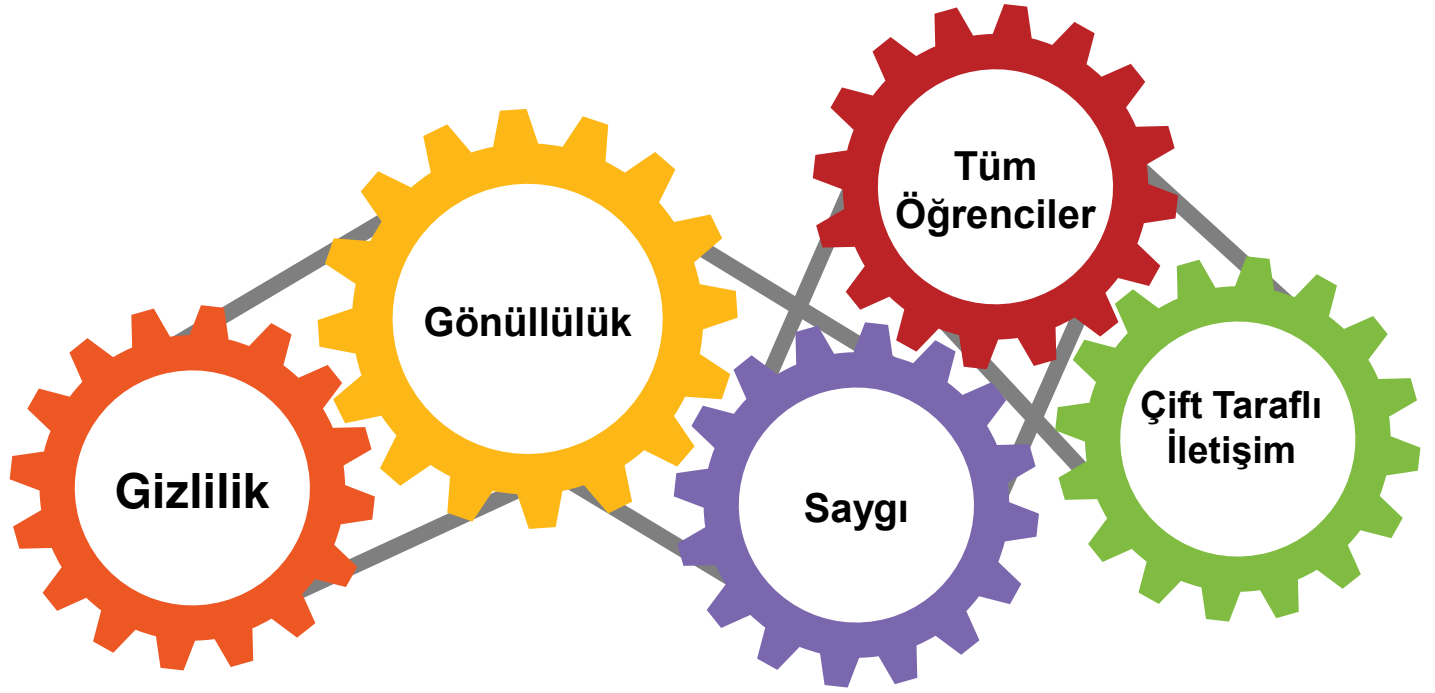 Gizlilik
Gönüllülük
Saygı
Tüm
Öğrenciler
Çift Taraflı
İletişim